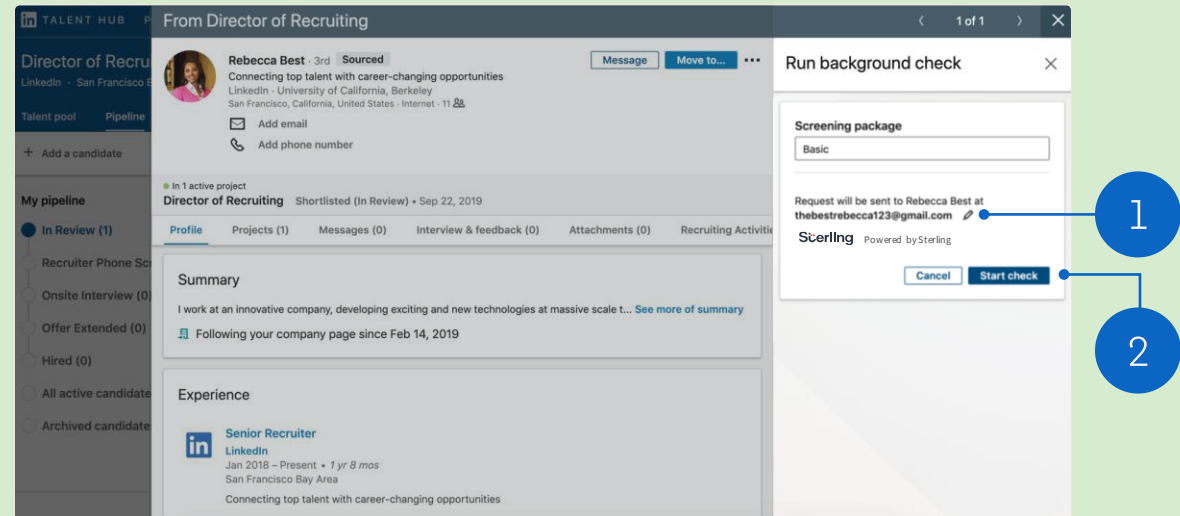 in TALENT HUB P
From Director of Recruiting
1 of 1
Director of Recru
LinkedIn · San Francisco B
Talent pool Pipeline
+ Add a candidate
My pipeline
In Review (1)
Recruiter Phone Scr
Onsite Interview (0)
Offer Extended (0)
Hired (0)
All active candidate
Archived candidate
Rebecca Best · 3rd Sourced
Message Move to... •••
Connecting top talent with career-changing opportunities
LinkedIn · University of California, Berkeley
San Francisco, California, United States · Internet · 11
Add email
Add phone number
In 1 active project
Director of Recruiting Shortlisted (In Review) • Sep 22, 2019
Profile Projects (1) Messages (0) Interview & feedback (0) Attachments (0) Recruiting Activitie
Summary
I work at an innovative company, developing exciting and new technologies at massive scale t... See more of summary
Following your company page since Feb 14, 2019
Experience
in
Senior Recruiter
LinkedIn
Jan 2018 – Present • 1 yr 8 mos
San Francisco Bay Area
Connecting top talent with career-changing opportunities
Run background check
Screening package
Basic
Request will be sent to Rebecca Best at
thebestrebecca123@gmail.com
Sterling Powered by Sterling
Cancel Start check
1
2